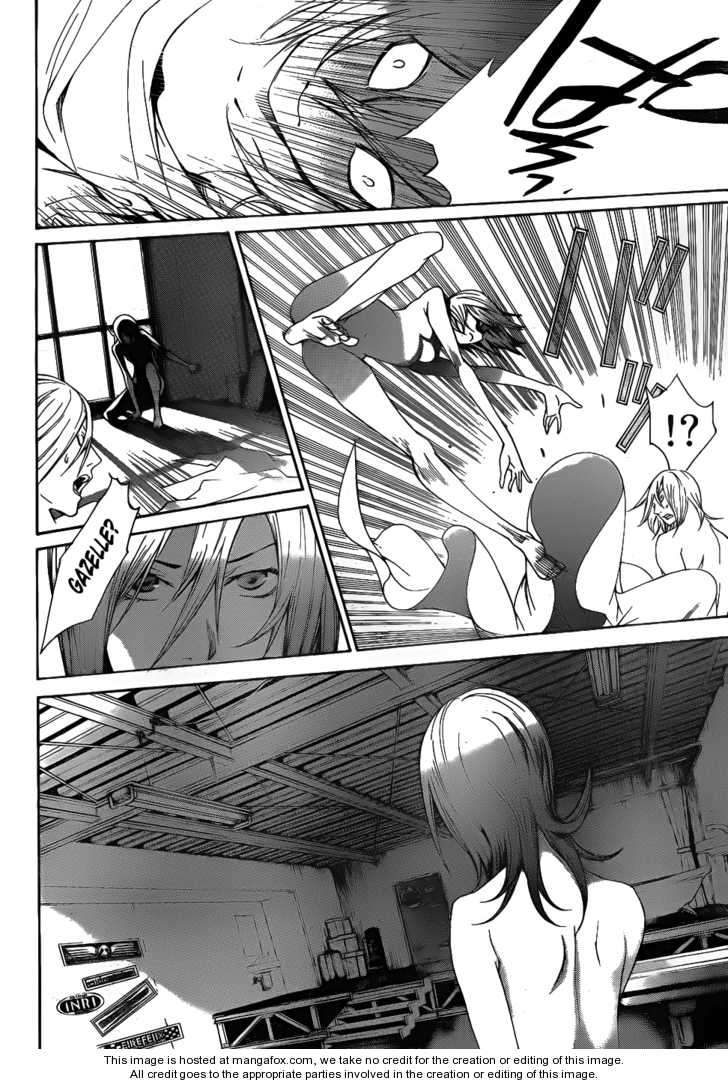 !?
GAZELLE?
INRI
This image is hosted at mangafox.com, we take no credit for the creation or editing of this image.
All credit goes to the appropriate parties involved in the creation or editing of this image.